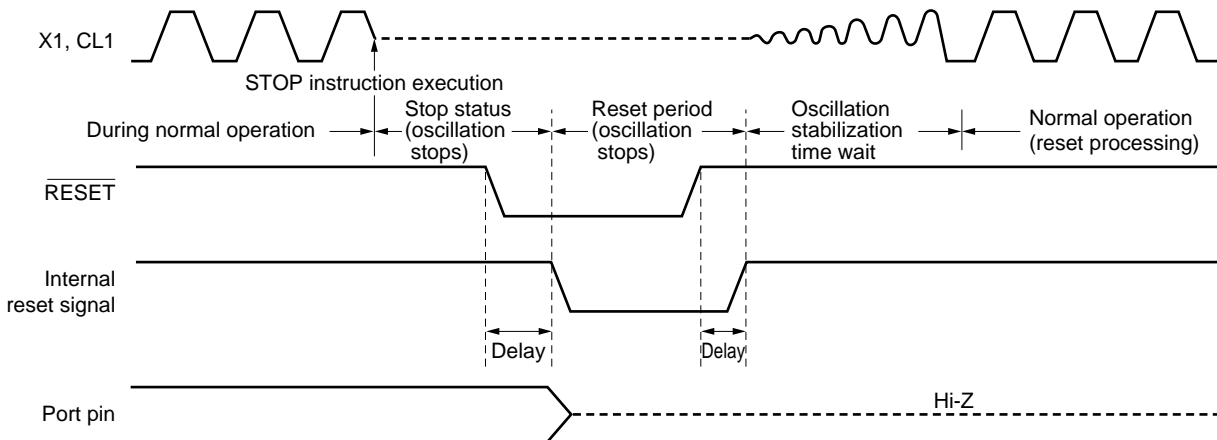 X1, CL1
STOP instruction execution
During normal operation
Stop status
(oscillation
stops)
Reset period
(oscillation
stops)
Oscillation
stabilization
time wait
Normal operation
(reset processing)
RESET
Internal
reset signal
Delay
Delay
Port pin
Hi-Z